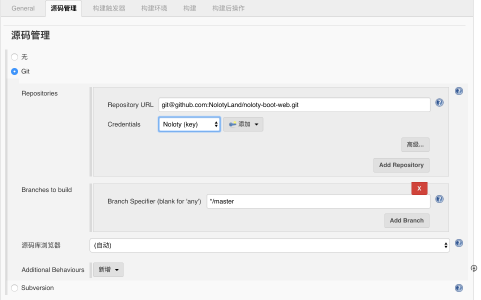 General 源码管理 构建触发器 构建环境 构建 构建后操作
源码管理
无
Git
Repositories
Repository URL git@github.com:NolotyLand/noloty-boot-web.git
Credentials Noloty (key) 添加
高级...
Add Repository
Branches to build
X
Branch Specifier (blank for 'any') */master
Add Branch
源码库浏览器 (自动)
Additional Behaviours 新增
Subversion